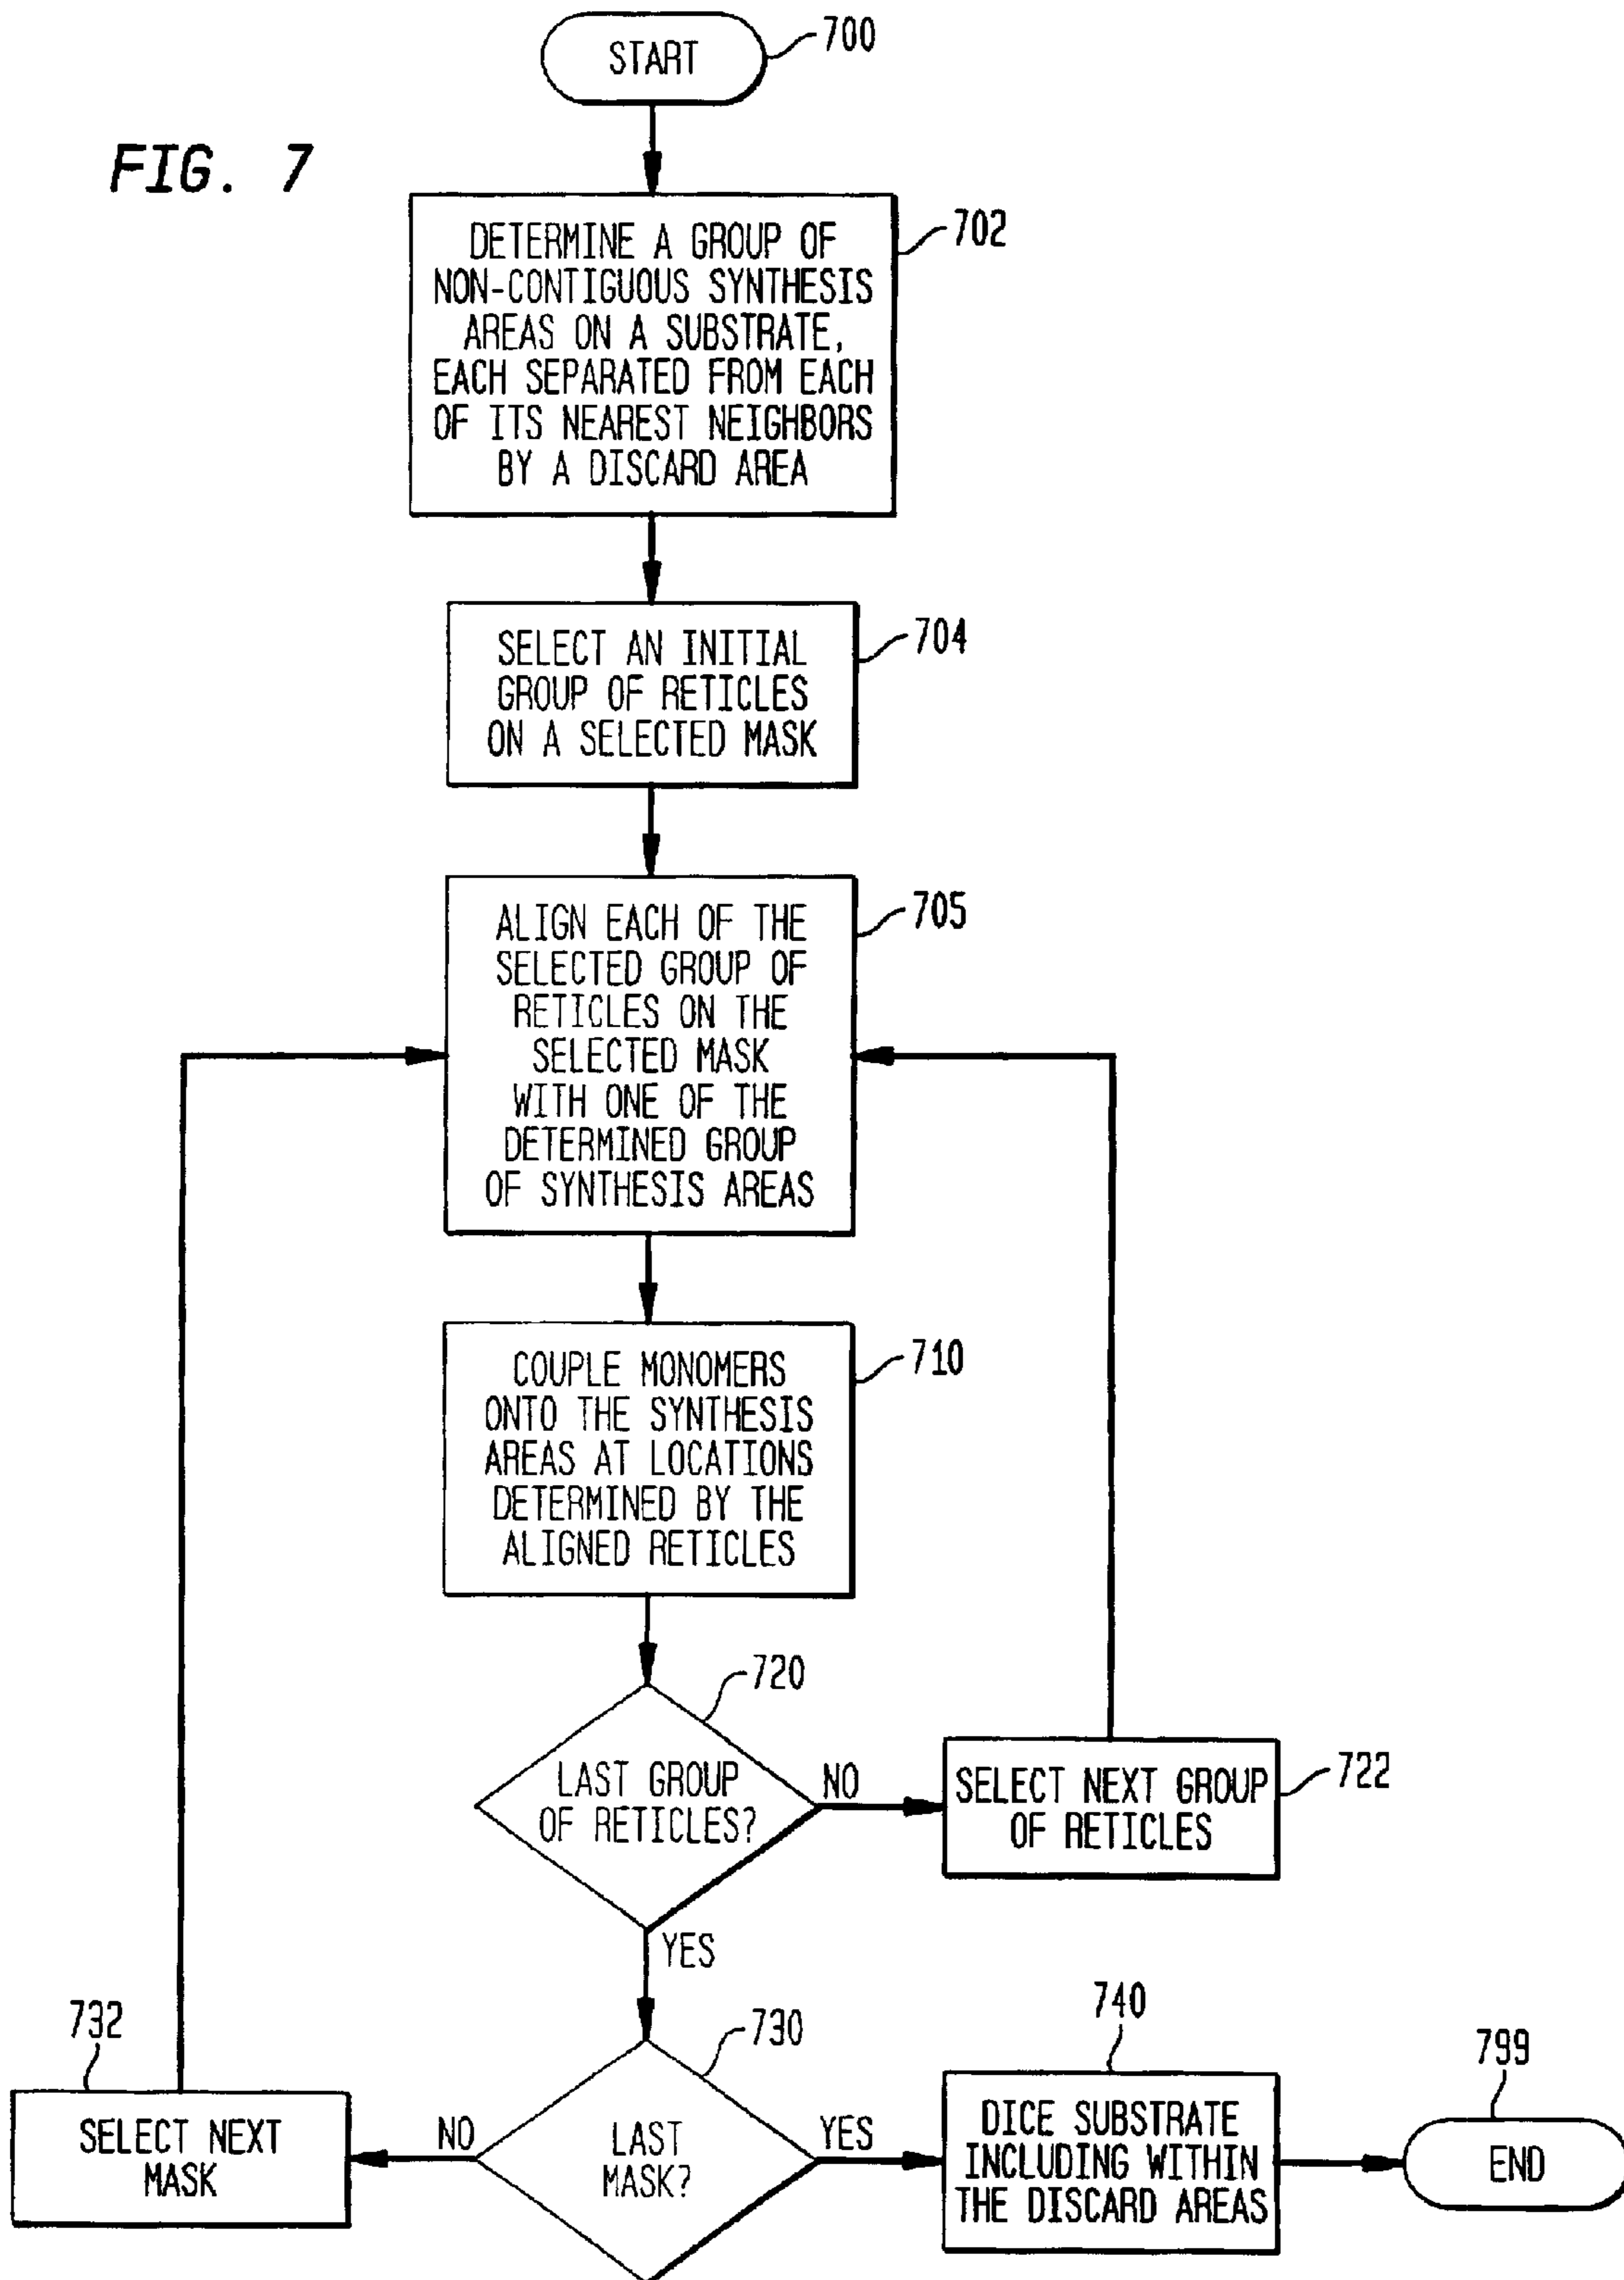 START
700
FIG. 7
DETERMINE A GROUP OF
NON-CONTIGUOUS SYNTHESIS
AREAS ON A SUBSTRATE,
EACH SEPARATED FROM EACH
OF ITS NEAREST NEIGHBORS
BY A DISCARD AREA
702
SELECT AN INITIAL
GROUP OF RETICLES
ON A SELECTED MASK
704
ALIGN EACH OF THE
SELECTED GROUP OF
RETICLES ON THE
SELECTED MASK
WITH ONE OF THE
DETERMINED GROUP
OF SYNTHESIS AREAS
705
COUPLE MONOMERS
ONTO THE SYNTHESIS
AREAS AT LOCATIONS
DETERMINED BY THE
ALIGNED RETICLES
710
720
LAST GROUP
OF RETICLES?
NO
SELECT NEXT GROUP
OF RETICLES
722
YES
730
LAST
MASK?
NO
732
SELECT NEXT
MASK
YES
740
DICE SUBSTRATE
INCLUDING WITHIN
THE DISCARD AREAS
799
END